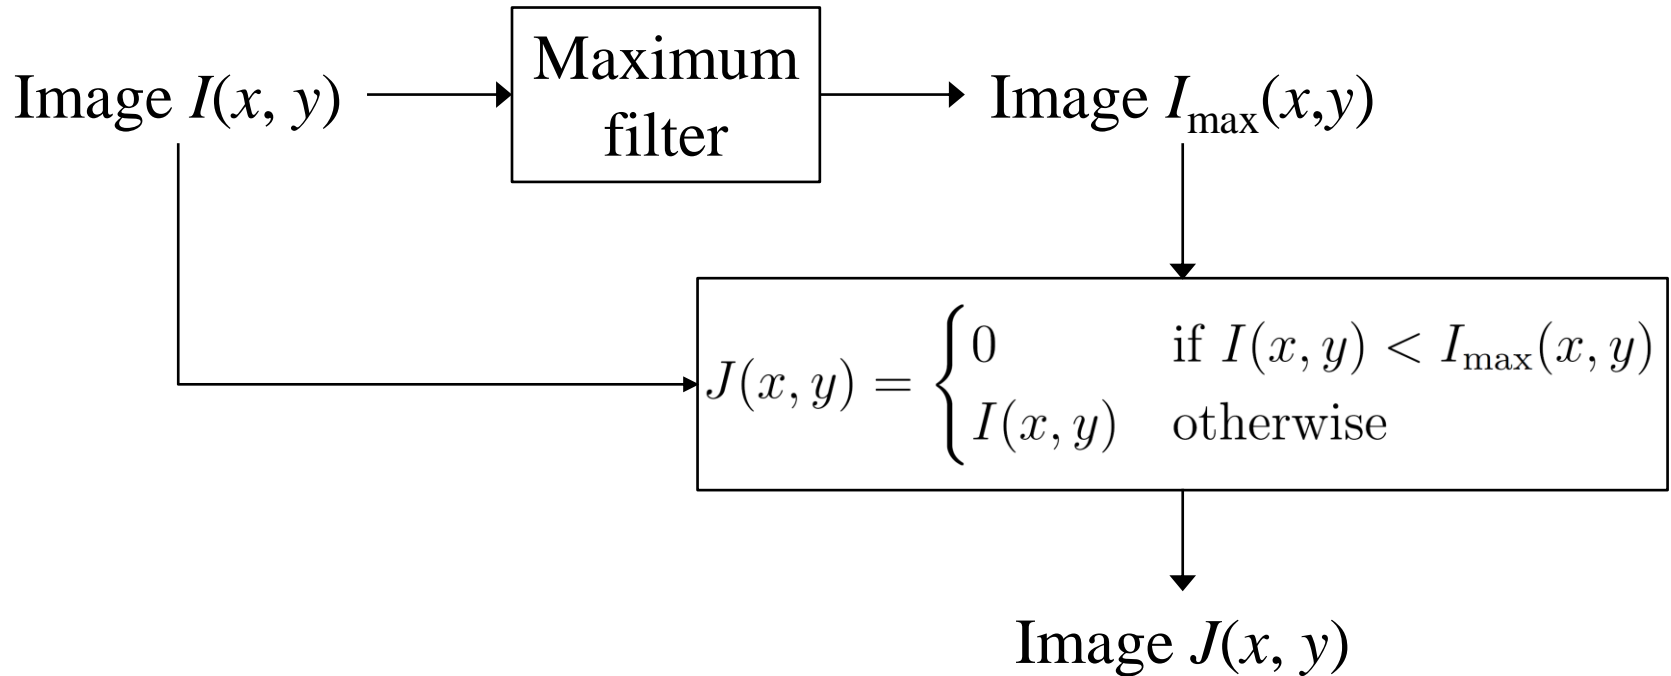 Image I(x, y)
Maximum
filter
Image I_max(x,y)
J(x, y) = { 0 if I(x, y) < I_max(x, y)
I(x, y) otherwise
Image J(x, y)